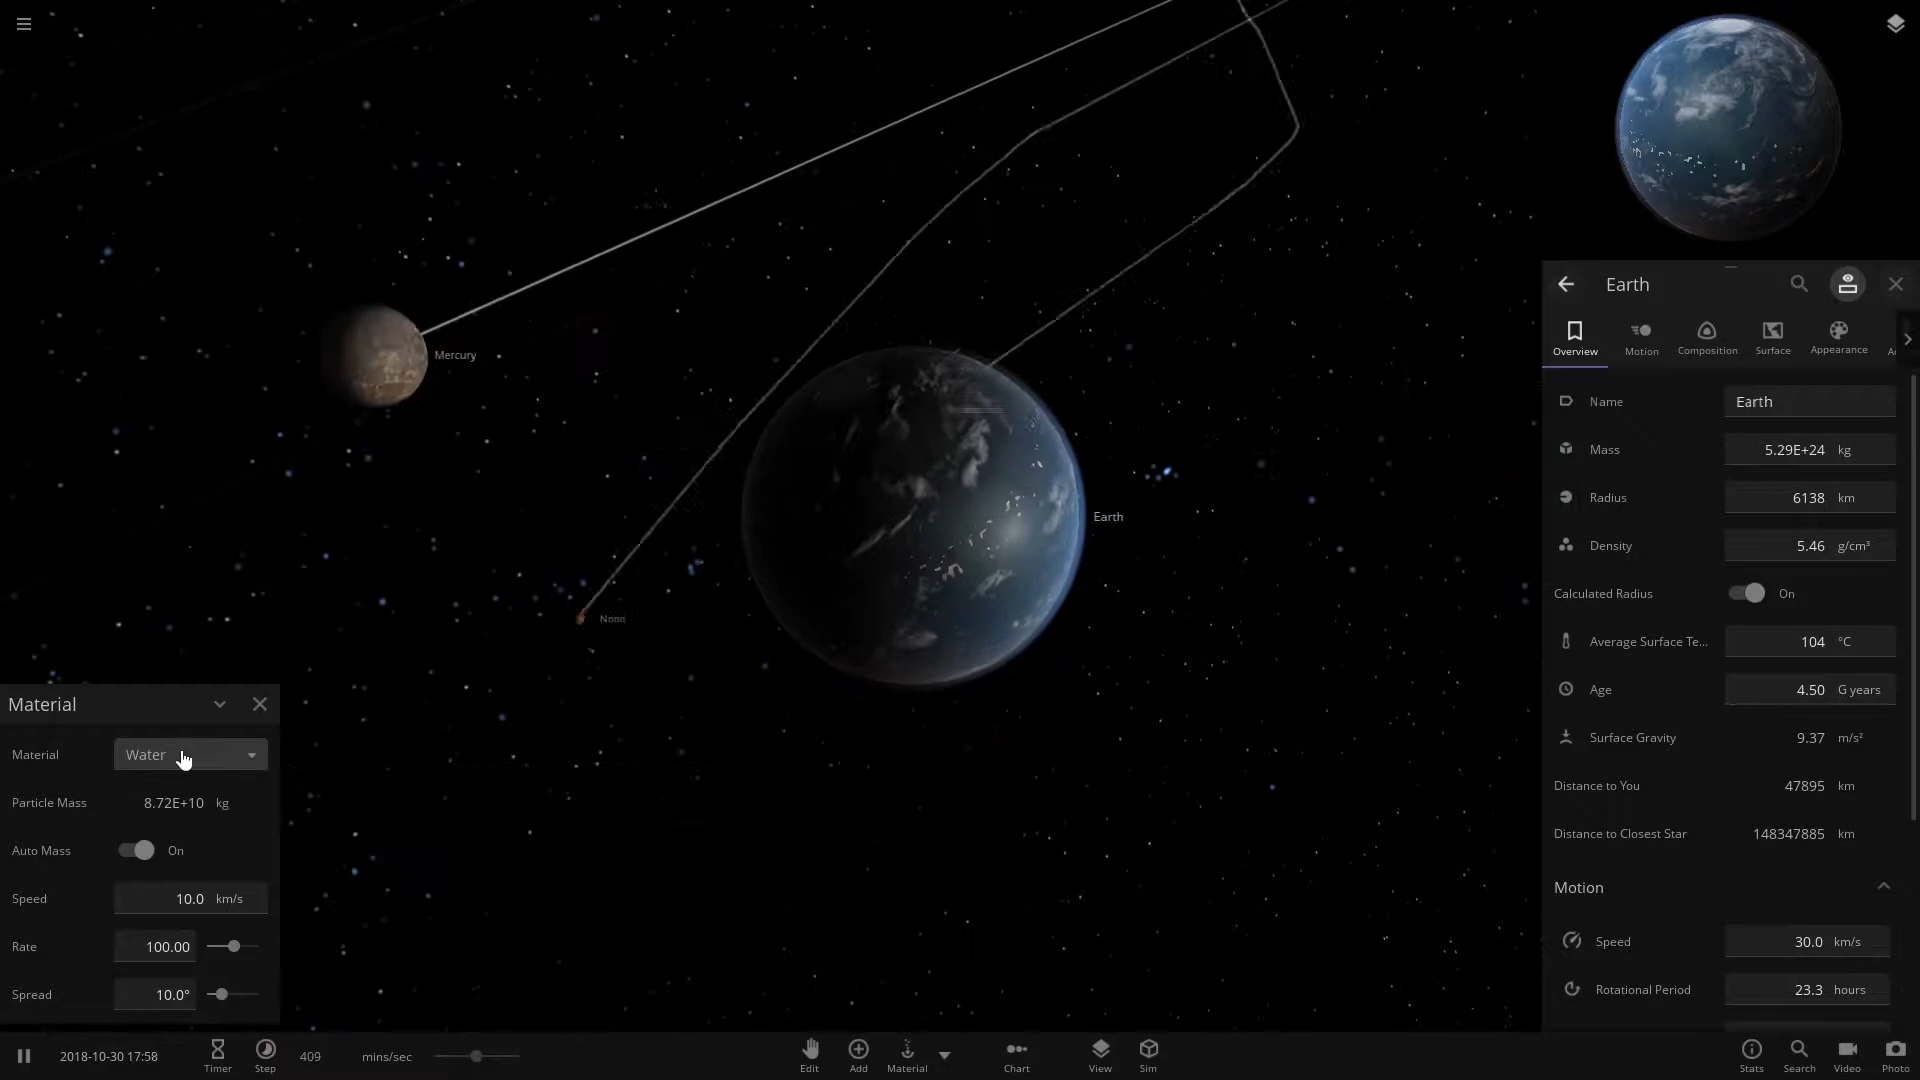 Mercury
Earth
Material
Material Water
Particle Mass 8.72E+10 kg
Auto Mass On
Speed 10.0 km/s
Rate 100.00
Spread 10.0°
Earth
Overview Motion Composition Surface Appearance
Name Earth
Mass 5.29E+24 kg
Radius 6138 km
Density 5.46 g/cm³
Calculated Radius On
Average Surface Te... 104 °C
Age 4.50 G years
Surface Gravity 9.37 m/s²
Distance to You 47895 km
Distance to Closest Star 148347885 km
Motion
Speed 30.0 km/s
Rotational Period 23.3 hours
2018-10-30 17:58 Timer Step 409 mins/sec Edit Add Material Chart View Sim Stats Search Video Photo